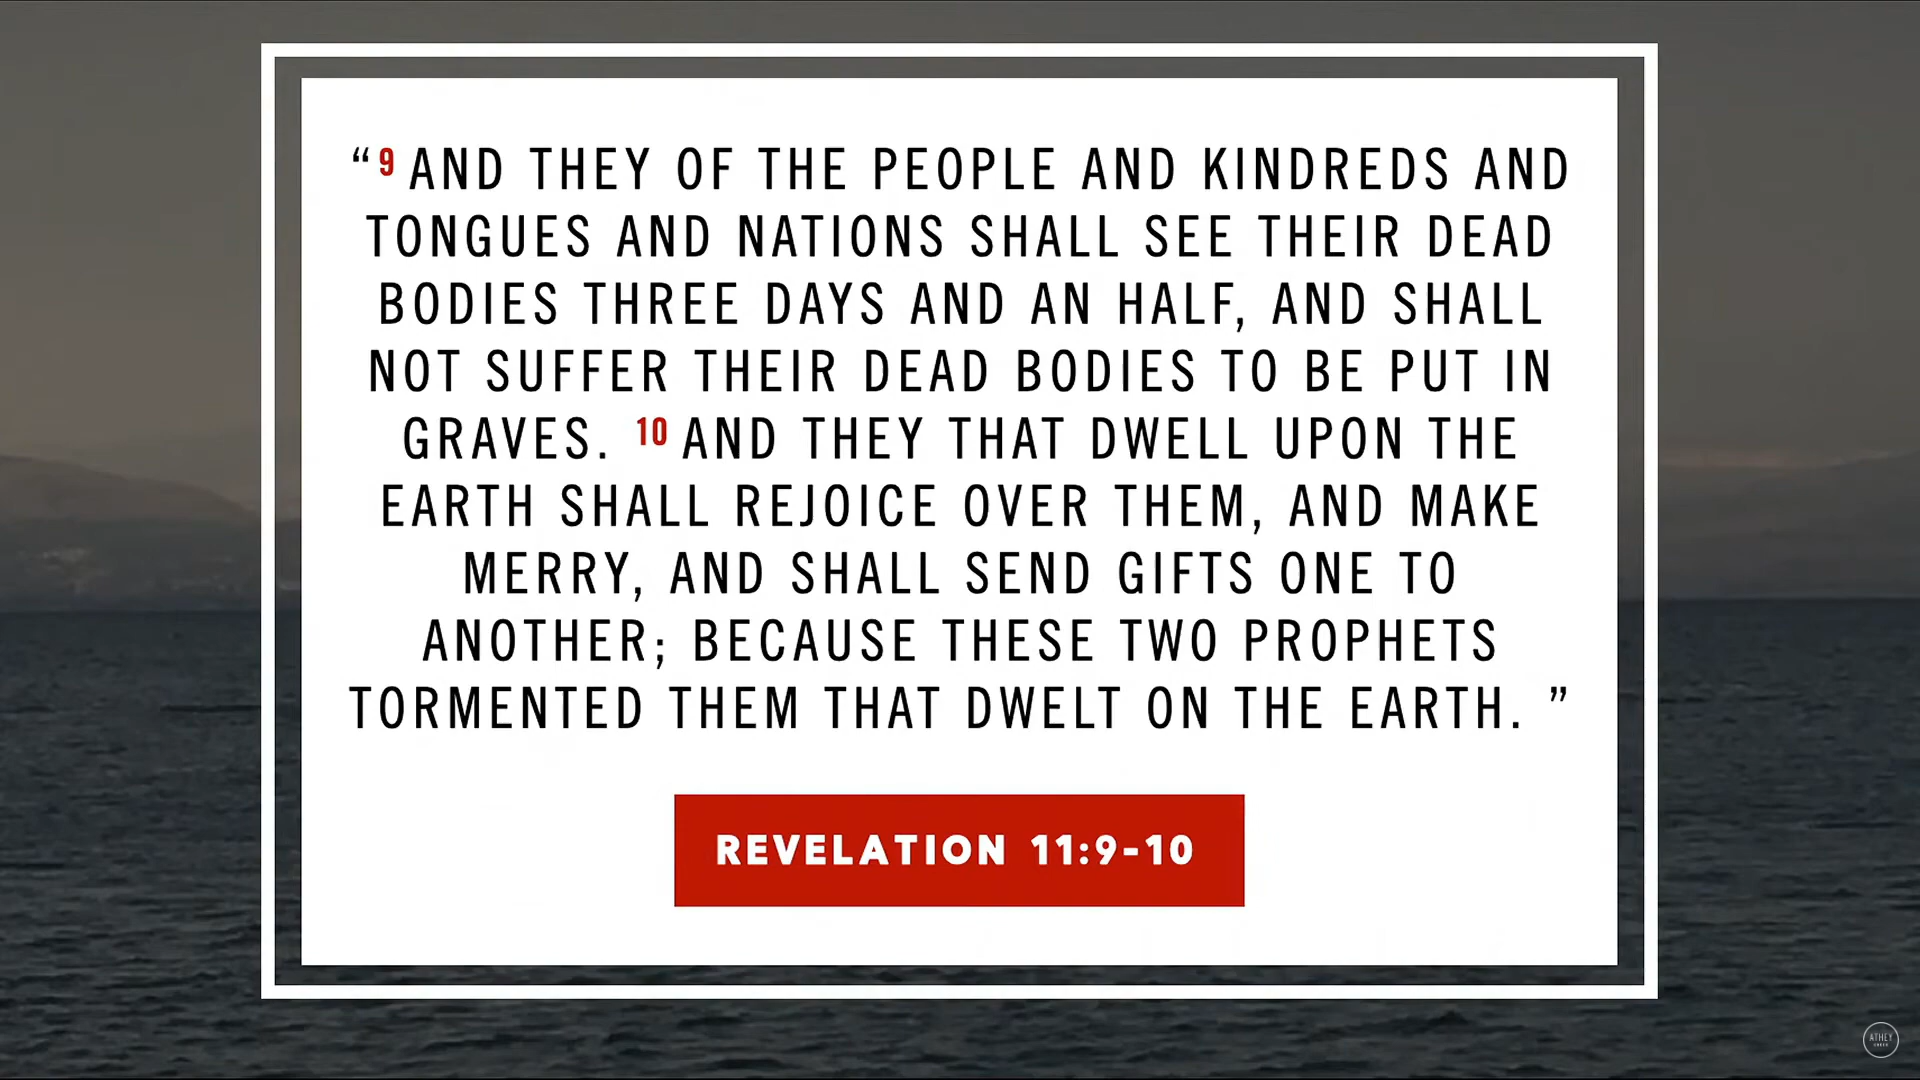 “9 AND THEY OF THE PEOPLE AND KINDREDS AND
TONGUES AND NATIONS SHALL SEE THEIR DEAD
BODIES THREE DAYS AND AN HALF, AND SHALL
NOT SUFFER THEIR DEAD BODIES TO BE PUT IN
GRAVES. 10 AND THEY THAT DWELL UPON THE
EARTH SHALL REJOICE OVER THEM, AND MAKE
MERRY, AND SHALL SEND GIFTS ONE TO
ANOTHER; BECAUSE THESE TWO PROPHETS
TORMENTED THEM THAT DWELT ON THE EARTH. ”
REVELATION 11:9-10
ATHEY
CREEK